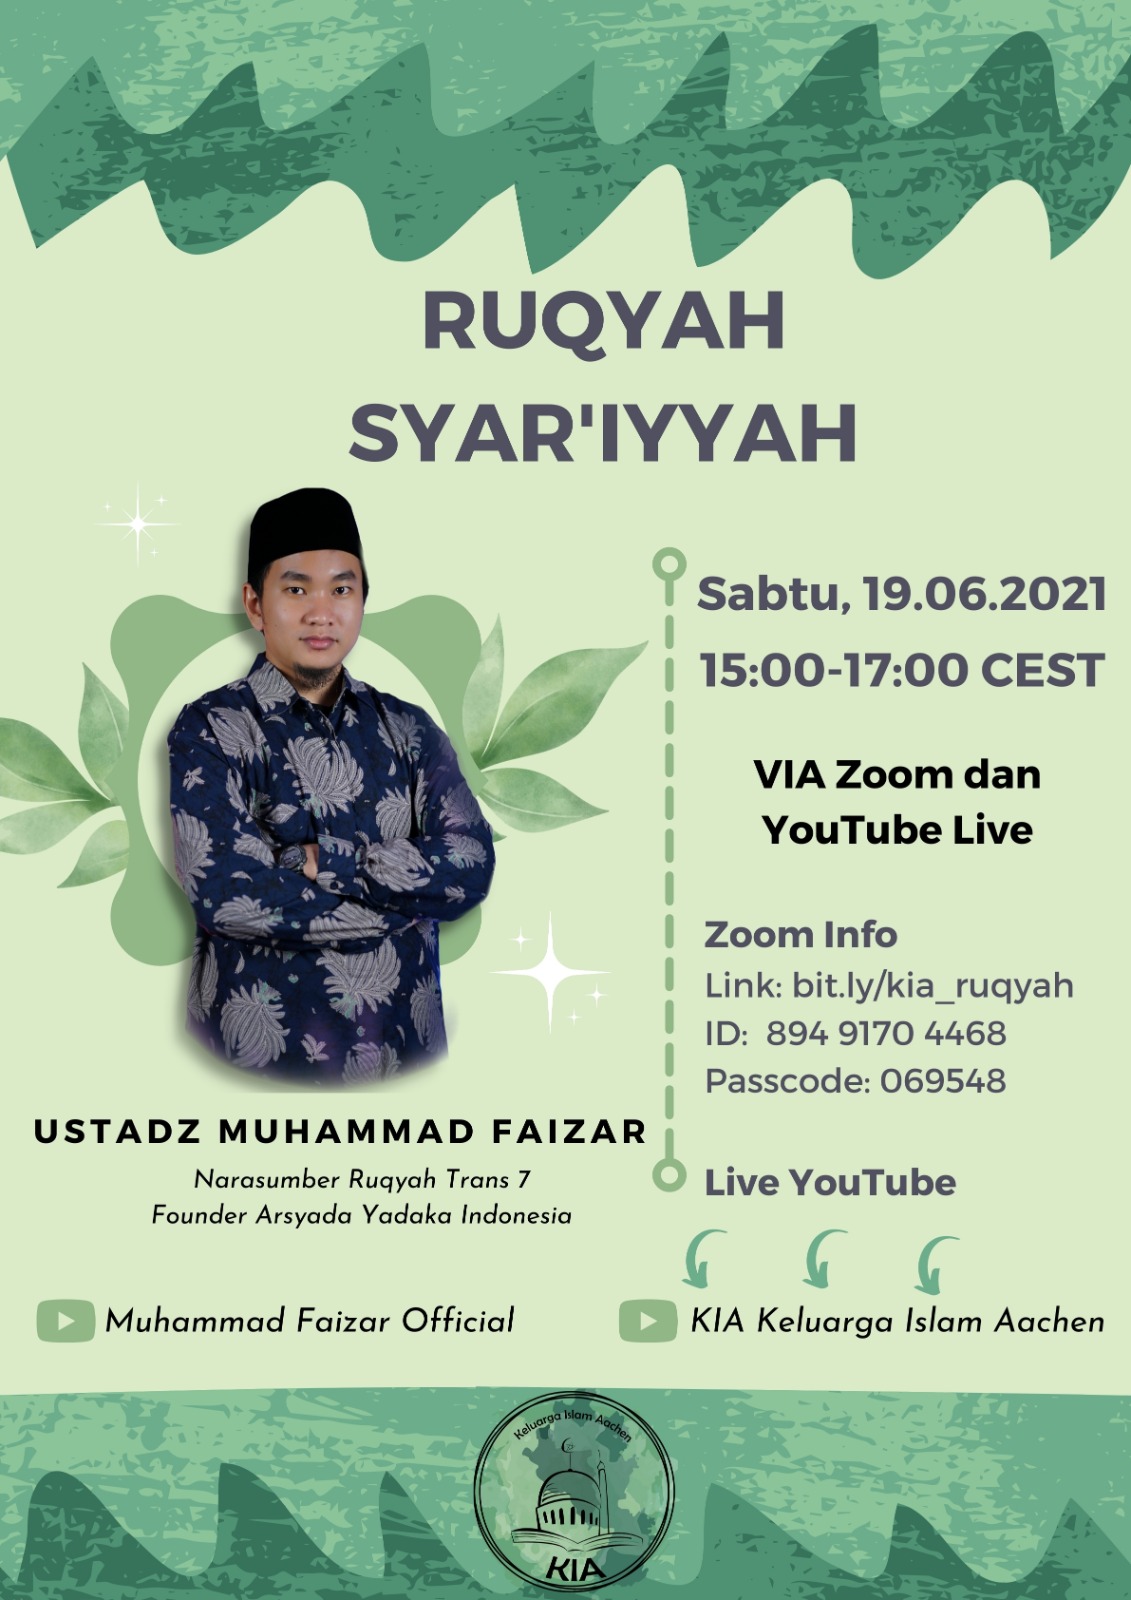 RUQYAH
SYAR'IYYAH
Sabtu, 19.06.2021
15:00-17:00 CEST
VIA Zoom dan
YouTube Live
Zoom Info
Link: bit.ly/kia_ruqyah
ID: 894 9170 4468
Passcode: 069548
Live YouTube
USTADZ MUHAMMAD FAIZAR
Narasumber Ruqyah Trans 7
Founder Arsyada Yadaka Indonesia
Muhammad Faizar Official
KIA Keluarga Islam Aachen
Keluarga Islam Aachen
KIA